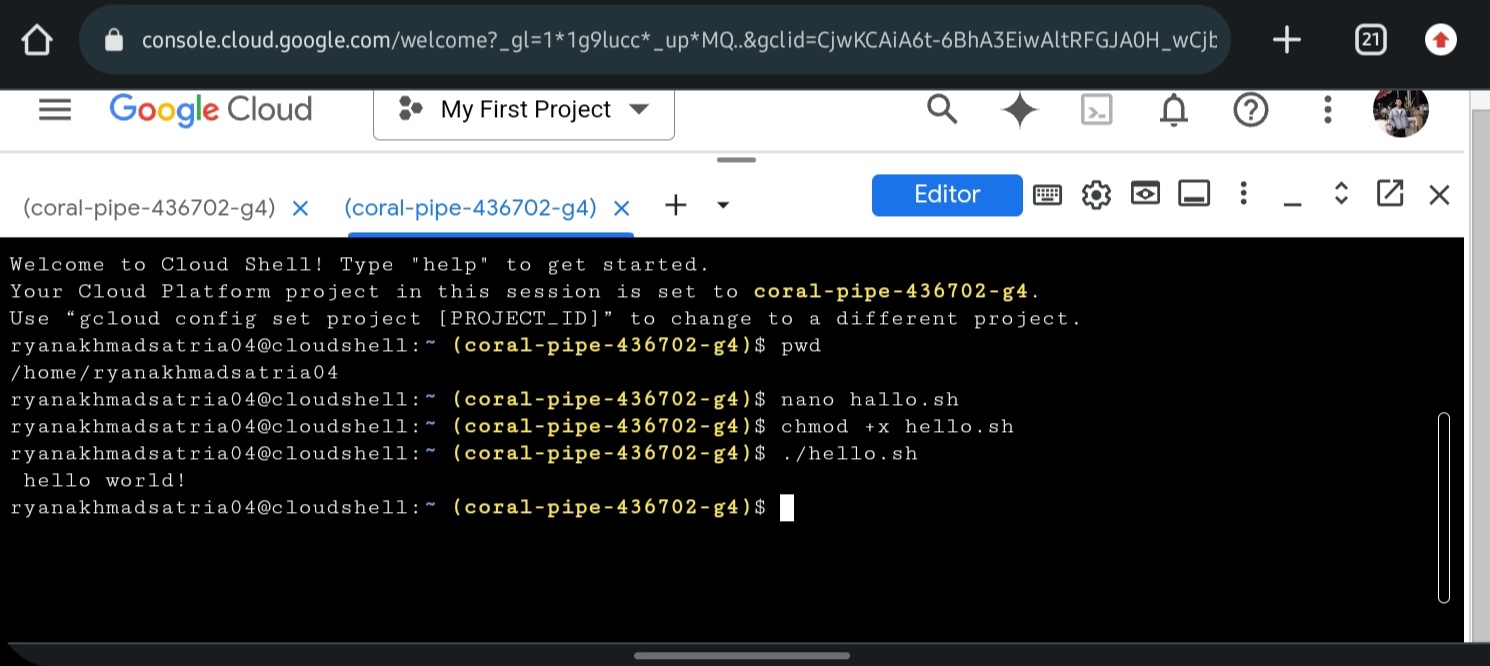 console.cloud.google.com/welcome?_gl=1*1g9lucc*_up*MQ..&gclid=CjwKCAiA6t-6BhA3EiwAltRFGJA0H_wCjb
21
Google Cloud
My First Project
(coral-pipe-436702-g4)
(coral-pipe-436702-g4)
Editor
Welcome to Cloud Shell! Type "help" to get started.
Your Cloud Platform project in this session is set to coral-pipe-436702-g4.
Use “gcloud config set project [PROJECT_ID]” to change to a different project.
ryanakhmadsatria04@cloudshell:~ (coral-pipe-436702-g4)$ pwd
/home/ryanakhmadsatria04
ryanakhmadsatria04@cloudshell:~ (coral-pipe-436702-g4)$ nano hallo.sh
ryanakhmadsatria04@cloudshell:~ (coral-pipe-436702-g4)$ chmod +x hello.sh
ryanakhmadsatria04@cloudshell:~ (coral-pipe-436702-g4)$ ./hello.sh
 hello world!
ryanakhmadsatria04@cloudshell:~ (coral-pipe-436702-g4)$